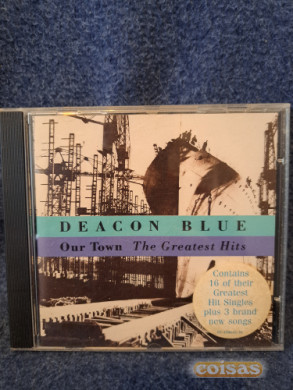 DEACON BLUE
Our Town The Greatest Hits
Contains
16 of their
Greatest
Hit Singles
plus 3 brand
new songs
coisas